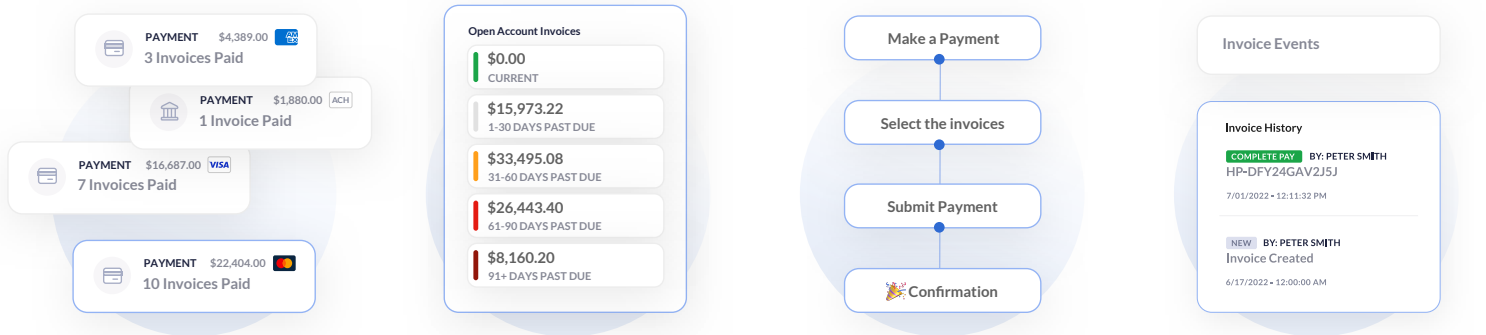 PAYMENT $4,389.00 AMEX
3 Invoices Paid
PAYMENT $1,880.00 ACH
1 Invoice Paid
PAYMENT $16,687.00 VISA
7 Invoices Paid
PAYMENT $22,404.00
10 Invoices Paid
Open Account Invoices
$0.00
CURRENT
$15,973.22
1-30 DAYS PAST DUE
$33,495.08
31-60 DAYS PAST DUE
$26,443.40
61-90 DAYS PAST DUE
$8,160.20
91+ DAYS PAST DUE
Make a Payment
Select the invoices
Submit Payment
Confirmation
Invoice Events
Invoice History
COMPLETE PAY BY: PETER SMITH
HP-DFY24GAV2J5J
7/01/2022 - 12:11:32 PM
NEW BY: PETER SMITH
Invoice Created
6/17/2022 - 12:00:00 AM